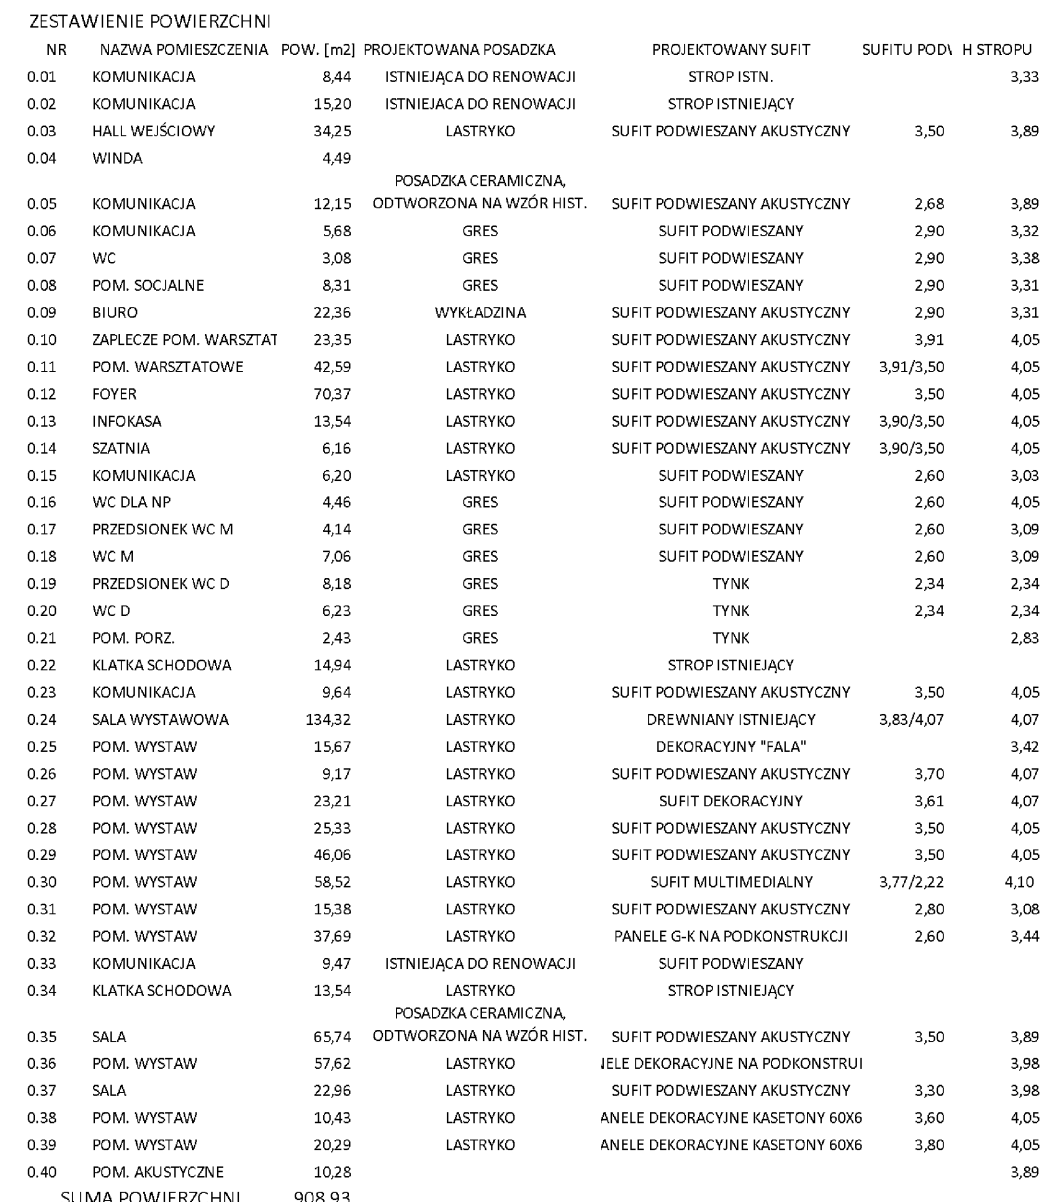 ZESTAWIENIE POWIERZCHNI
NR NAZWA POMIESZCZENIA POW. [m2] PROJEKTOWANA POSADZKA PROJEKTOWANY SUFIT SUFITU PODW H STROPU
0.01 KOMUNIKACJA 8,44 ISTNIEJĄCA DO RENOWACJI STROP ISTN. 3,33
0.02 KOMUNIKACJA 15,20 ISTNIEJACA DO RENOWACJI STROP ISTNIEJĄCY
0.03 HALL WEJŚCIOWY 34,25 LASTRYKO SUFIT PODWIESZANY AKUSTYCZNY 3,50 3,89
0.04 WINDA 4,49
POSADZKA CERAMICZNA,
0.05 KOMUNIKACJA 12,15 ODTWORZONA NA WZÓR HIST. SUFIT PODWIESZANY AKUSTYCZNY 2,68 3,89
0.06 KOMUNIKACJA 5,68 GRES SUFIT PODWIESZANY 2,90 3,32
0.07 WC 3,08 GRES SUFIT PODWIESZANY 2,90 3,38
0.08 POM. SOCJALNE 8,31 GRES SUFIT PODWIESZANY 2,90 3,31
0.09 BIURO 22,36 WYKŁADZINA SUFIT PODWIESZANY AKUSTYCZNY 2,90 3,31
0.10 ZAPLECZE POM. WARSZTAT 23,35 LASTRYKO SUFIT PODWIESZANY AKUSTYCZNY 3,91 4,05
0.11 POM. WARSZTATOWE 42,59 LASTRYKO SUFIT PODWIESZANY AKUSTYCZNY 3,91/3,50 4,05
0.12 FOYER 70,37 LASTRYKO SUFIT PODWIESZANY AKUSTYCZNY 3,50 4,05
0.13 INFOKASA 13,54 LASTRYKO SUFIT PODWIESZANY AKUSTYCZNY 3,90/3,50 4,05
0.14 SZATNIA 6,16 LASTRYKO SUFIT PODWIESZANY AKUSTYCZNY 3,90/3,50 4,05
0.15 KOMUNIKACJA 6,20 LASTRYKO SUFIT PODWIESZANY 2,60 3,03
0.16 WC DLA NP 4,46 GRES SUFIT PODWIESZANY 2,60 4,05
0.17 PRZEDSIONEK WC M 4,14 GRES SUFIT PODWIESZANY 2,60 3,09
0.18 WC M 7,06 GRES SUFIT PODWIESZANY 2,60 3,09
0.19 PRZEDSIONEK WC D 8,18 GRES TYNK 2,34 2,34
0.20 WC D 6,23 GRES TYNK 2,34 2,34
0.21 POM. PORZ. 2,43 GRES TYNK 2,83
0.22 KLATKA SCHODOWA 14,94 LASTRYKO STROP ISTNIEJĄCY
0.23 KOMUNIKACJA 9,64 LASTRYKO SUFIT PODWIESZANY AKUSTYCZNY 3,50 4,05
0.24 SALA WYSTAWOWA 134,32 LASTRYKO DREWNIANY ISTNIEJĄCY 3,83/4,07 4,07
0.25 POM. WYSTAW 15,67 LASTRYKO DEKORACYJNY "FALA" 3,42
0.26 POM. WYSTAW 9,17 LASTRYKO SUFIT PODWIESZANY AKUSTYCZNY 3,70 4,07
0.27 POM. WYSTAW 23,21 LASTRYKO SUFIT DEKORACYJNY 3,61 4,07
0.28 POM. WYSTAW 25,33 LASTRYKO SUFIT PODWIESZANY AKUSTYCZNY 3,50 4,05
0.29 POM. WYSTAW 46,06 LASTRYKO SUFIT PODWIESZANY AKUSTYCZNY 3,50 4,05
0.30 POM. WYSTAW 58,52 LASTRYKO SUFIT MULTIMEDIALNY 3,77/2,22 4,10
0.31 POM. WYSTAW 15,38 LASTRYKO SUFIT PODWIESZANY AKUSTYCZNY 2,80 3,08
0.32 POM. WYSTAW 37,69 LASTRYKO PANELE G-K NA PODKONSTRUKCJI 2,60 3,44
0.33 KOMUNIKACJA 9,47 ISTNIEJĄCA DO RENOWACJI SUFIT PODWIESZANY
0.34 KLATKA SCHODOWA 13,54 LASTRYKO STROP ISTNIEJĄCY
POSADZKA CERAMICZNA,
0.35 SALA 65,74 ODTWORZONA NA WZÓR HIST. SUFIT PODWIESZANY AKUSTYCZNY 3,50 3,89
0.36 POM. WYSTAW 57,62 LASTRYKO NELE DEKORACYJNE NA PODKONSTRUK 3,98
0.37 SALA 22,96 LASTRYKO SUFIT PODWIESZANY AKUSTYCZNY 3,30 3,98
0.38 POM. WYSTAW 10,43 LASTRYKO ANELE DEKORACYJNE KASETONY 60X6 3,60 4,05
0.39 POM. WYSTAW 20,29 LASTRYKO ANELE DEKORACYJNE KASETONY 60X6 3,80 4,05
0.40 POM. AKUSTYCZNE 10,28 3,89
SUMA POWIERZCHNI 908,93